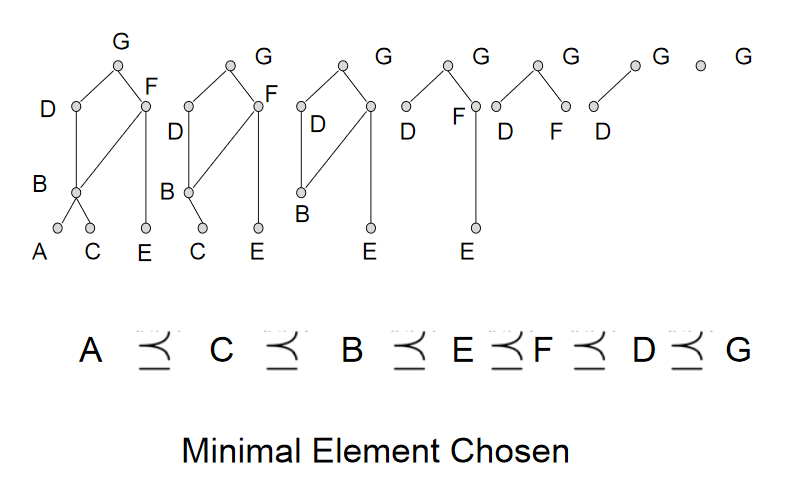 G G G G G G G
F F
D D D F D D F D
B B B
A C E C E E E
A ⪯ C ⪯ B ⪯ E ⪯ F ⪯ D ⪯ G
Minimal Element Chosen